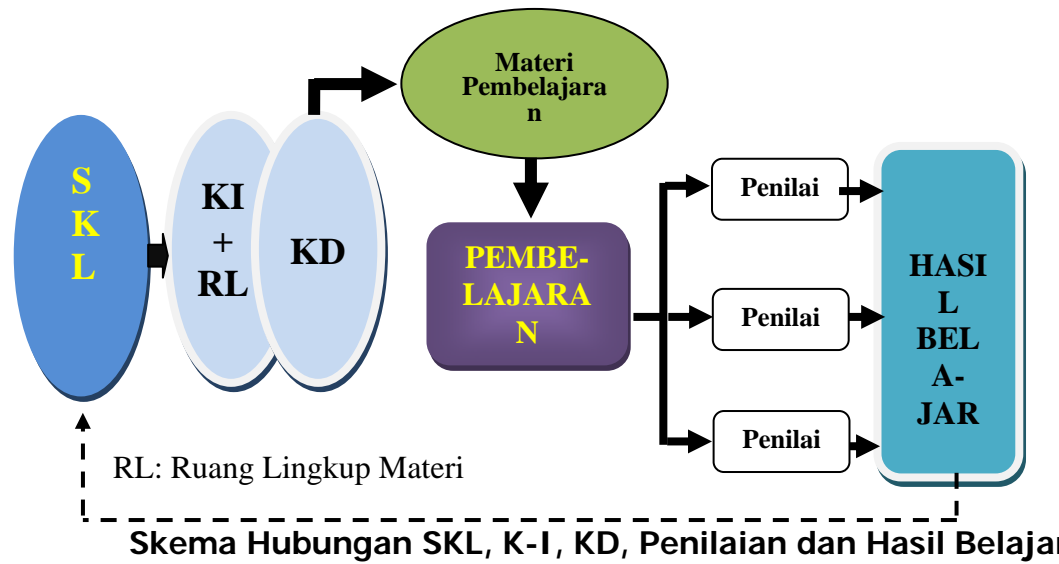 S
K
L
KI
+
RL
KD
Materi
Pembelajara
n
PEMBE-
LAJARA
N
Penilai
Penilai
Penilai
HASI
L
BEL
A-
JAR
RL: Ruang Lingkup Materi
Skema Hubungan SKL, K-I, KD, Penilaian dan Hasil Belajar